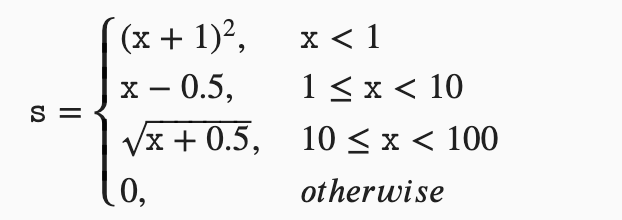 (x + 1)², x < 1
x − 0.5, 1 ≤ x < 10
s =
√x + 0.5, 10 ≤ x < 100
0, otherwise